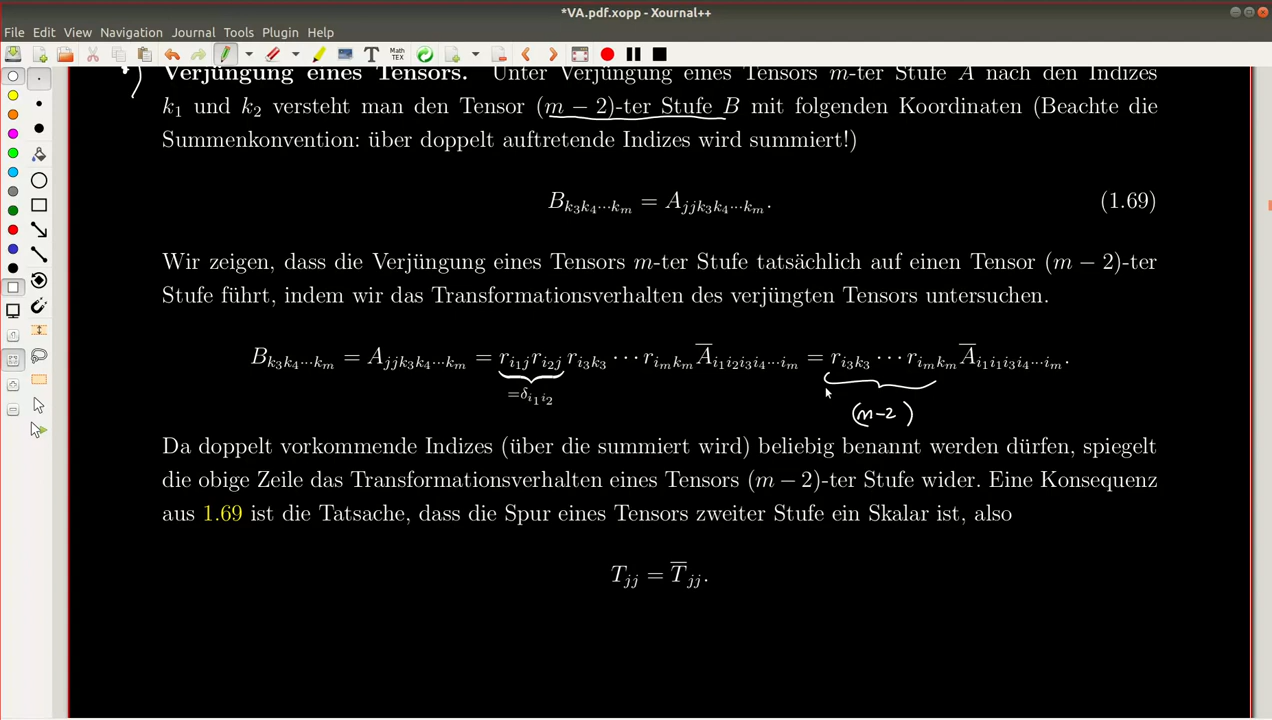 *VA.pdf.xopp - Xournal++
File Edit View Navigation Journal Tools Plugin Help
T Math TEX
Verjüngung eines Tensors. Unter Verjüngung eines Tensors m-ter Stufe A nach den Indizes
k₁ und k₂ versteht man den Tensor (m − 2)-ter Stufe B mit folgenden Koordinaten (Beachte die
Summenkonvention: über doppelt auftretende Indizes wird summiert!)
B_{k₃k₄⋯k_m} = A_{jjk₃k₄⋯k_m}. (1.69)
Wir zeigen, dass die Verjüngung eines Tensors m-ter Stufe tatsächlich auf einen Tensor (m − 2)-ter
Stufe führt, indem wir das Transformationsverhalten des verjüngten Tensors untersuchen.
B_{k₃k₄⋯k_m} = A_{jjk₃k₄⋯k_m} = r_{i₁j} r_{i₂j} r_{i₃k₃} ⋯ r_{i_mk_m} A̅_{i₁i₂i₃i₄⋯i_m} = r_{i₃k₃} ⋯ r_{i_mk_m} A̅_{i₁i₁i₃i₄⋯i_m}.
=δ_{i₁i₂}
(m−2)
Da doppelt vorkommende Indizes (über die summiert wird) beliebig benannt werden dürfen, spiegelt
die obige Zeile das Transformationsverhalten eines Tensors (m − 2)-ter Stufe wider. Eine Konsequenz
aus 1.69 ist die Tatsache, dass die Spur eines Tensors zweiter Stufe ein Skalar ist, also
T_{jj} = T̅_{jj}.